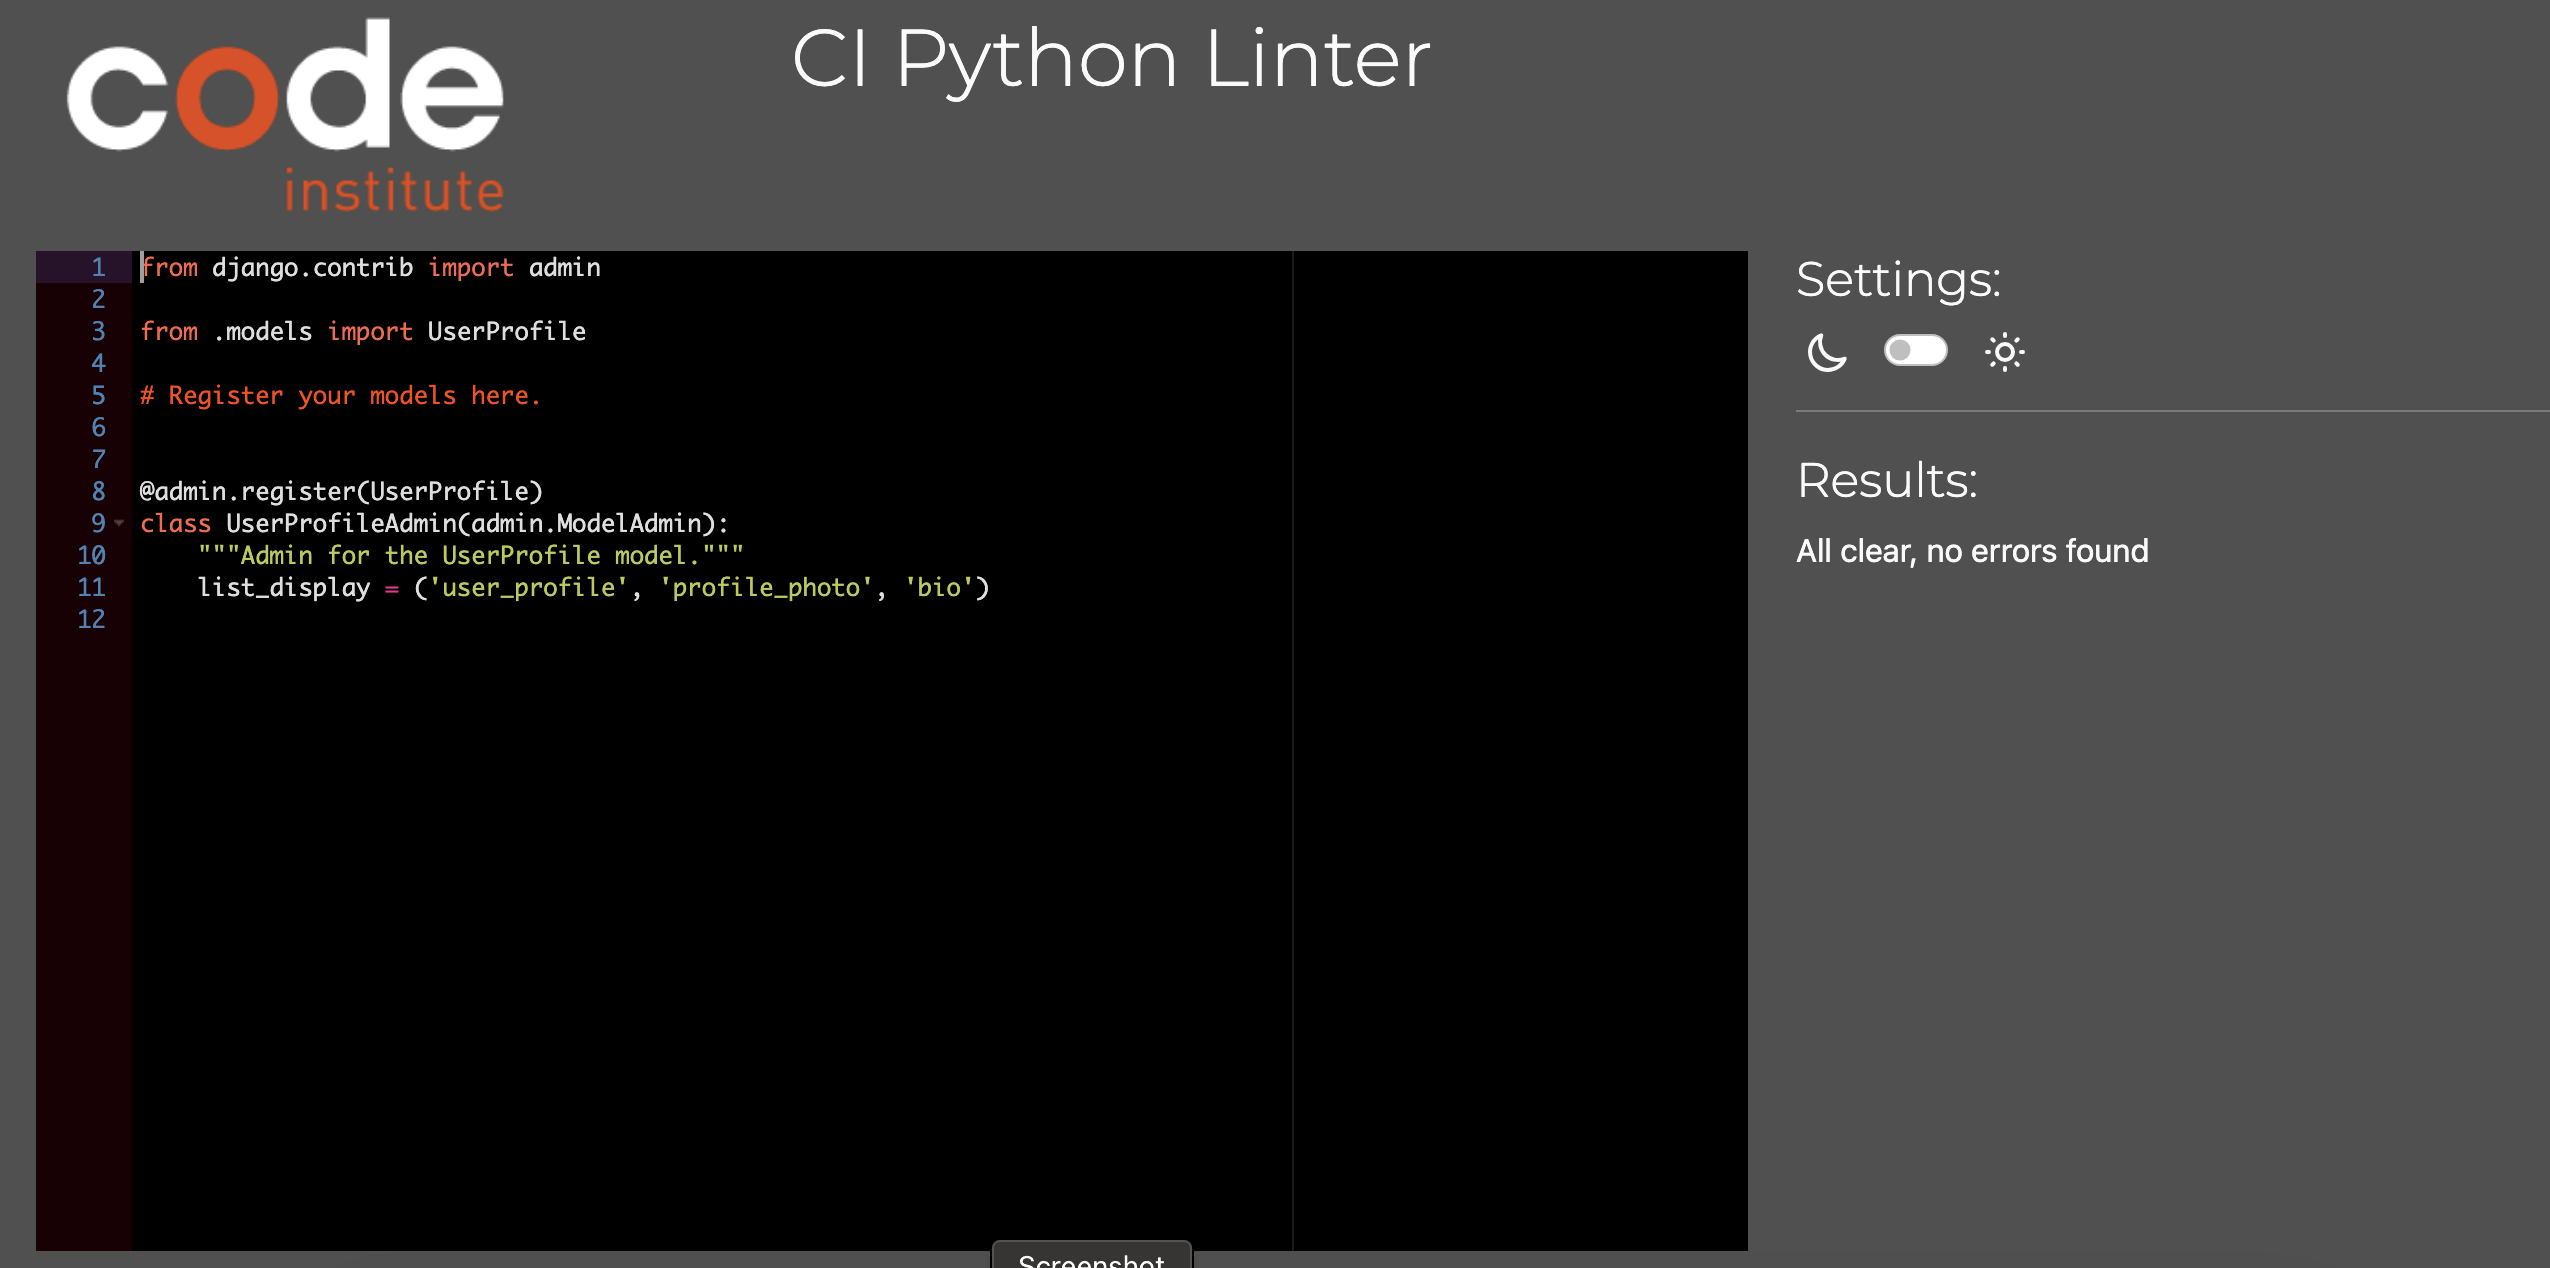 code
institute
CI Python Linter
1 from django.contrib import admin
2
3 from .models import UserProfile
4
5 # Register your models here.
6
7
8 @admin.register(UserProfile)
9 class UserProfileAdmin(admin.ModelAdmin):
10     """Admin for the UserProfile model."""
11     list_display = ('user_profile', 'profile_photo', 'bio')
12
Settings:
Results:
All clear, no errors found
Screenshot